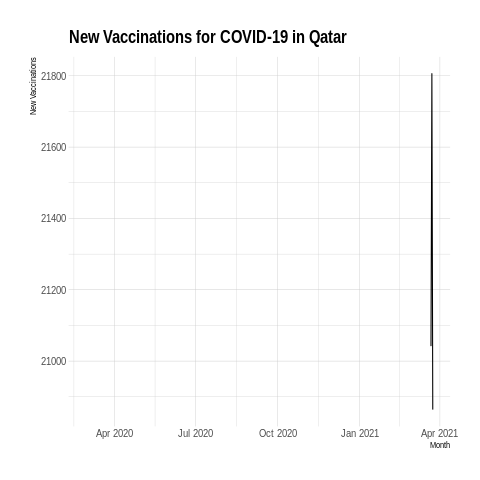 New Vaccinations for COVID-19 in Qatar
New Vaccinations
21800
21600
21400
21200
21000
Apr 2020 Jul 2020 Oct 2020 Jan 2021 Apr 2021
Month